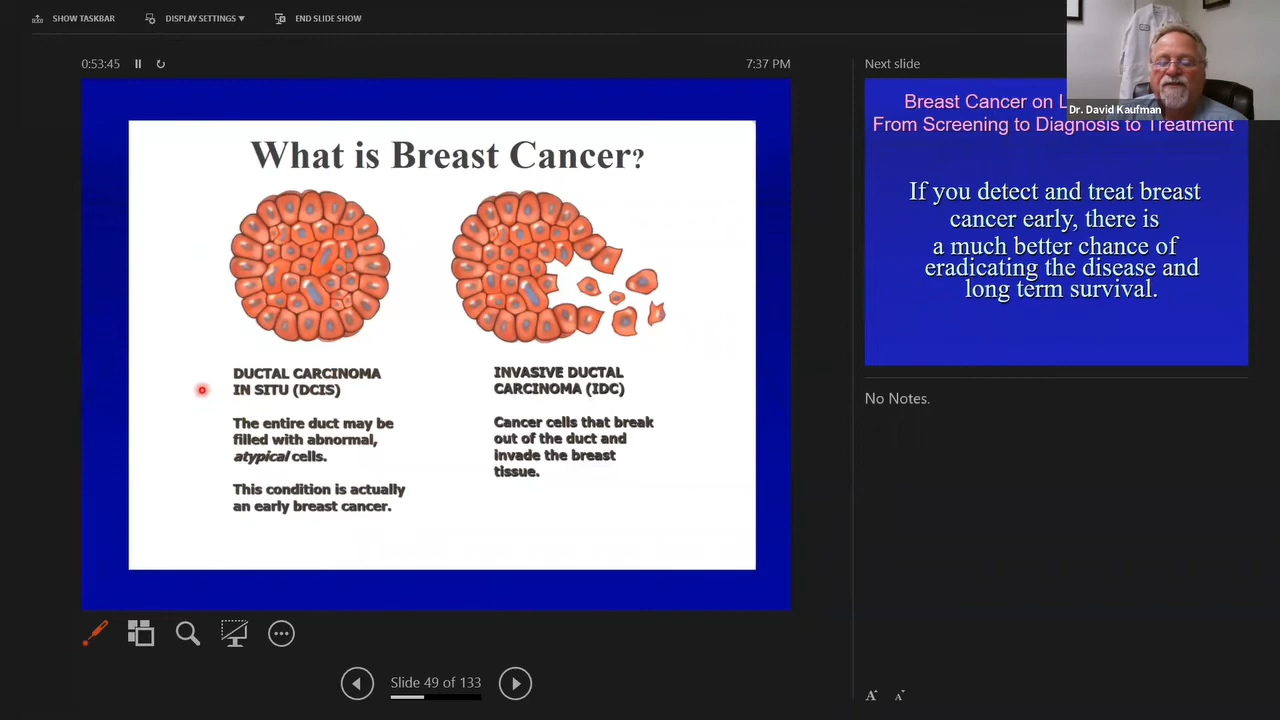 SHOW TASKBAR
DISPLAY SETTINGS ▼
END SLIDE SHOW
0:53:45
7:37 PM
What is Breast Cancer?
DUCTAL CARCINOMA
IN SITU (DCIS)
The entire duct may be
filled with abnormal,
atypical cells.
This condition is actually
an early breast cancer.
INVASIVE DUCTAL
CARCINOMA (IDC)
Cancer cells that break
out of the duct and
invade the breast
tissue.
Slide 49 of 133
Next slide
Breast Cancer on
From Screening to Diagnosis to Treatment
If you detect and treat breast
cancer early, there is
a much better chance of
eradicating the disease and
long term survival.
No Notes.
A A
Dr. David Kaufman